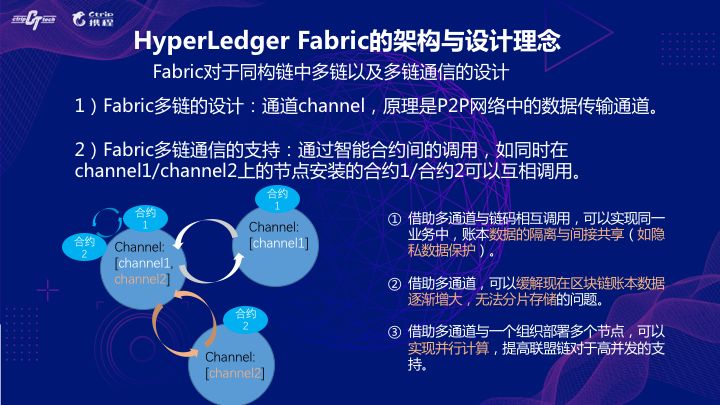 ctrip CT tech
Ctrip
携程
HyperLedger Fabric的架构与设计理念
Fabric对于同构链中多链以及多链通信的设计
1）Fabric多链的设计：通道channel，原理是P2P网络中的数据传输通道。
2）Fabric多链通信的支持：通过智能合约间的调用，如同时在
channel1/channel2上的节点安装的合约1/合约2可以互相调用。
合约
1
合约
1
合约
2
Channel:
[channel1,
channel2]
Channel:
[channel1]
合约
2
Channel:
[channel2]
① 借助多通道与链码相互调用，可以实现同一
业务中，账本数据的隔离与间接共享（如隐
私数据保护）。
② 借助多通道，可以缓解现在区块链账本数据
逐渐增大，无法分片存储的问题。
③ 借助多通道与一个组织部署多个节点，可以
实现并行计算，提高联盟链对于高并发的支
持。